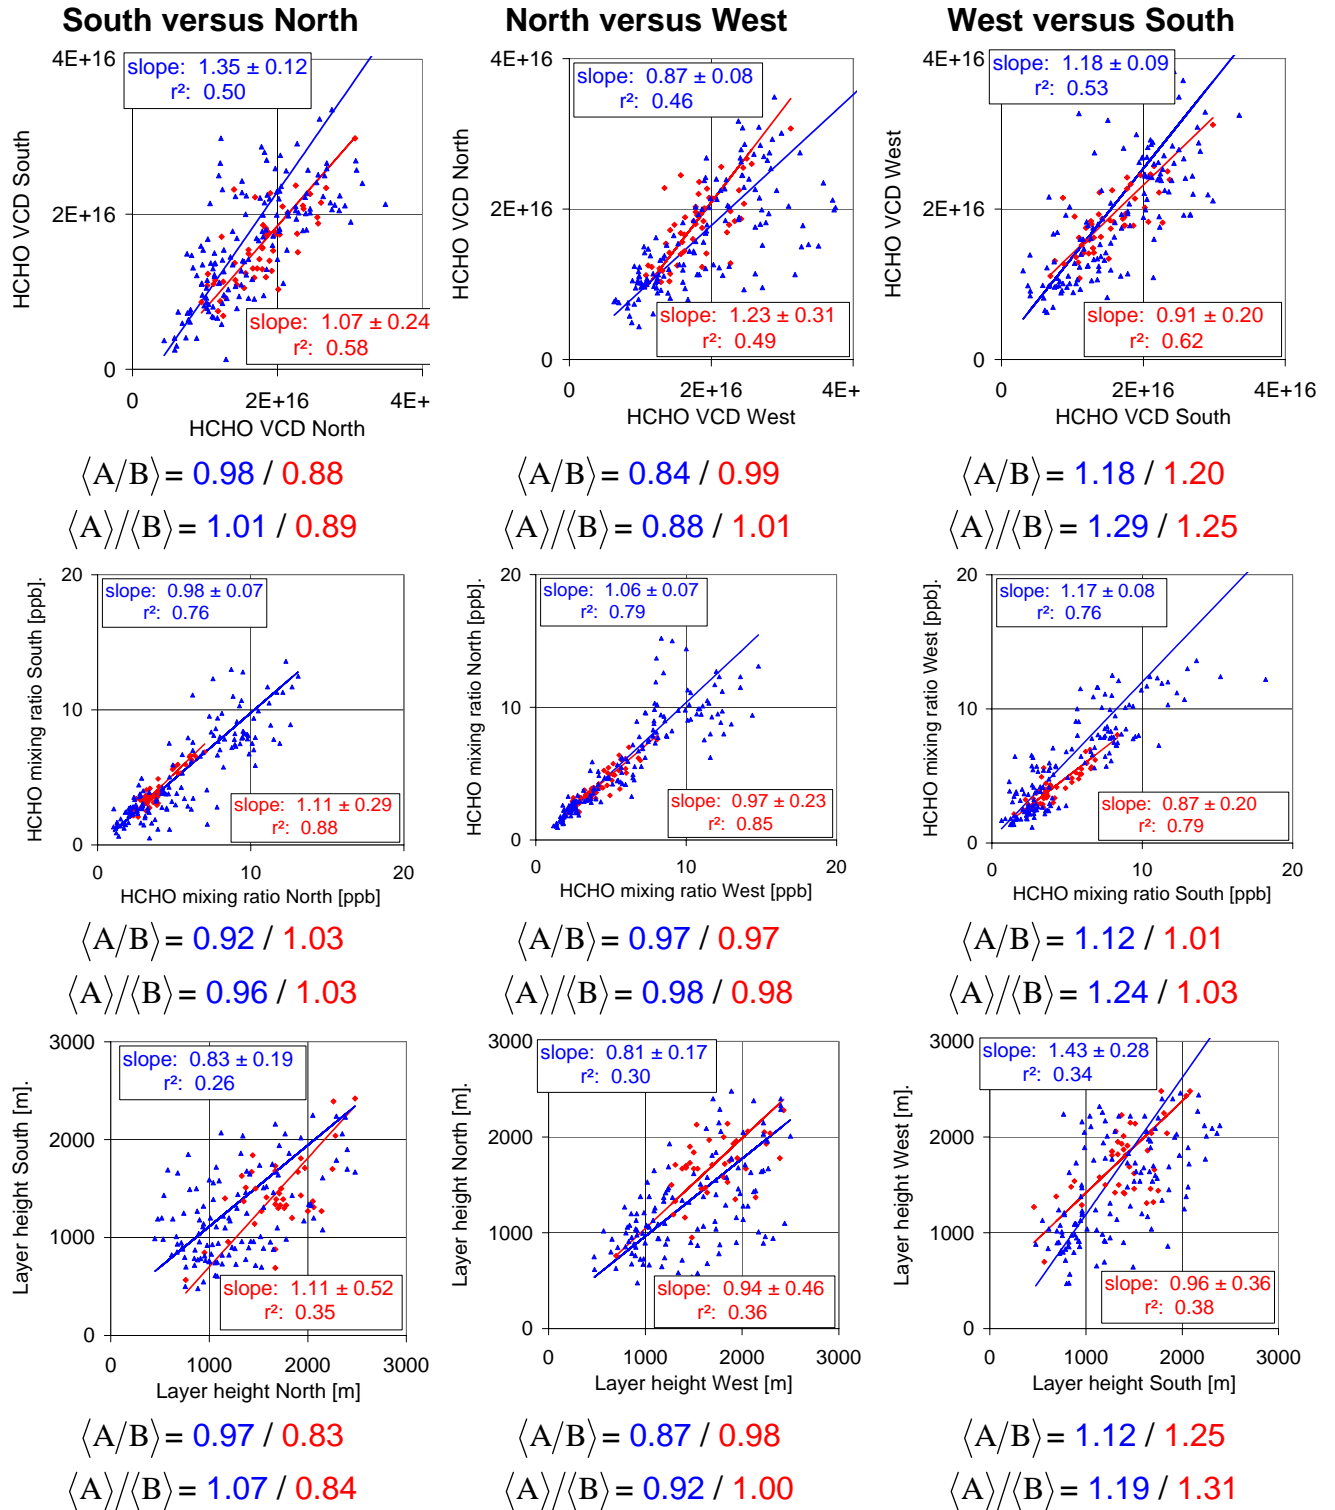 South versus North
North versus West
West versus South
4E+16
slope: 1.35 ± 0.12
r²: 0.50
HCHO VCD South
2E+16
slope: 1.07 ± 0.24
r²: 0.58
0
0
2E+16
4E+
HCHO VCD North
4E+16
slope: 0.87 ± 0.08
r²: 0.46
HCHO VCD North
2E+16
slope: 1.23 ± 0.31
r²: 0.49
0
0
2E+16
4E+
HCHO VCD West
4E+16
slope: 1.18 ± 0.09
r²: 0.53
HCHO VCD West
2E+16
slope: 0.91 ± 0.20
r²: 0.62
0
0
2E+16
4E+16
HCHO VCD South
⟨A/B⟩= 0.98 / 0.88
⟨A⟩/⟨B⟩= 1.01 / 0.89
⟨A/B⟩= 0.84 / 0.99
⟨A⟩/⟨B⟩= 0.88 / 1.01
⟨A/B⟩= 1.18 / 1.20
⟨A⟩/⟨B⟩= 1.29 / 1.25
20
slope: 0.98 ± 0.07
r²: 0.76
HCHO mixing ratio South [ppb].
10
slope: 1.11 ± 0.29
r²: 0.88
0
0
10
20
HCHO mixing ratio North [ppb]
20
slope: 1.06 ± 0.07
r²: 0.79
HCHO mixing ratio North [ppb].
10
slope: 0.97 ± 0.23
r²: 0.85
0
0
10
20
HCHO mixing ratio West [ppb]
20
slope: 1.17 ± 0.08
r²: 0.76
HCHO mixing ratio West [ppb].
10
slope: 0.87 ± 0.20
r²: 0.79
0
0
10
20
HCHO mixing ratio South [ppb]
⟨A/B⟩= 0.92 / 1.03
⟨A⟩/⟨B⟩= 0.96 / 1.03
⟨A/B⟩= 0.97 / 0.97
⟨A⟩/⟨B⟩= 0.98 / 0.98
⟨A/B⟩= 1.12 / 1.01
⟨A⟩/⟨B⟩= 1.24 / 1.03
3000
slope: 0.83 ± 0.19
r²: 0.26
Layer height South [m].
2000
1000
slope: 1.11 ± 0.52
r²: 0.35
0
0
1000
2000
3000
Layer height North [m]
3000
slope: 0.81 ± 0.17
r²: 0.30
Layer height North [m].
2000
1000
slope: 0.94 ± 0.46
r²: 0.36
0
0
1000
2000
3000
Layer height West [m]
3000
slope: 1.43 ± 0.28
r²: 0.34
Layer height West [m].
2000
1000
slope: 0.96 ± 0.36
r²: 0.38
0
0
1000
2000
3000
Layer height South [m]
⟨A/B⟩= 0.97 / 0.83
⟨A⟩/⟨B⟩= 1.07 / 0.84
⟨A/B⟩= 0.87 / 0.98
⟨A⟩/⟨B⟩= 0.92 / 1.00
⟨A/B⟩= 1.12 / 1.25
⟨A⟩/⟨B⟩= 1.19 / 1.31